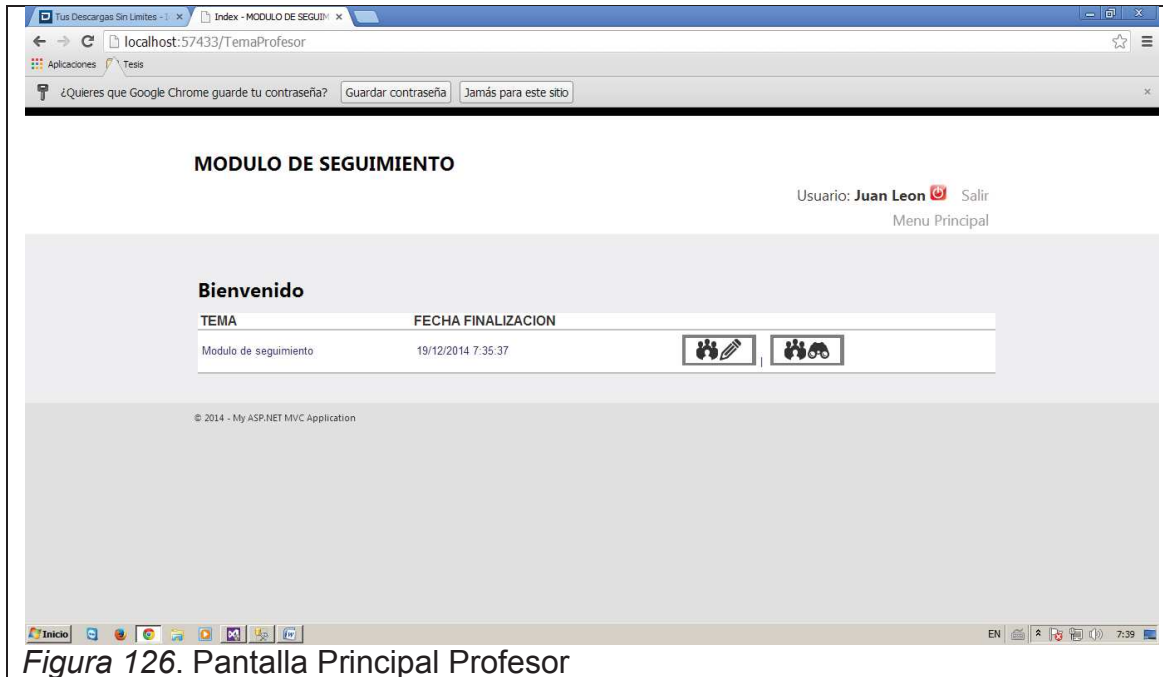 Tus Descargas Sin Limites -
Index - MODULO DE SEGUIM
localhost:57433/TemaProfesor
Aplicaciones Tesis
¿Quieres que Google Chrome guarde tu contraseña? Guardar contraseña Jamás para este sitio
MODULO DE SEGUIMIENTO
Usuario: Juan Leon Salir
Menu Principal
Bienvenido
TEMA FECHA FINALIZACION
Modulo de seguimiento 19/12/2014 7:35:37 |
© 2014 - My ASP.NET MVC Application
Inicio EN 7:39
Figura 126. Pantalla Principal Profesor